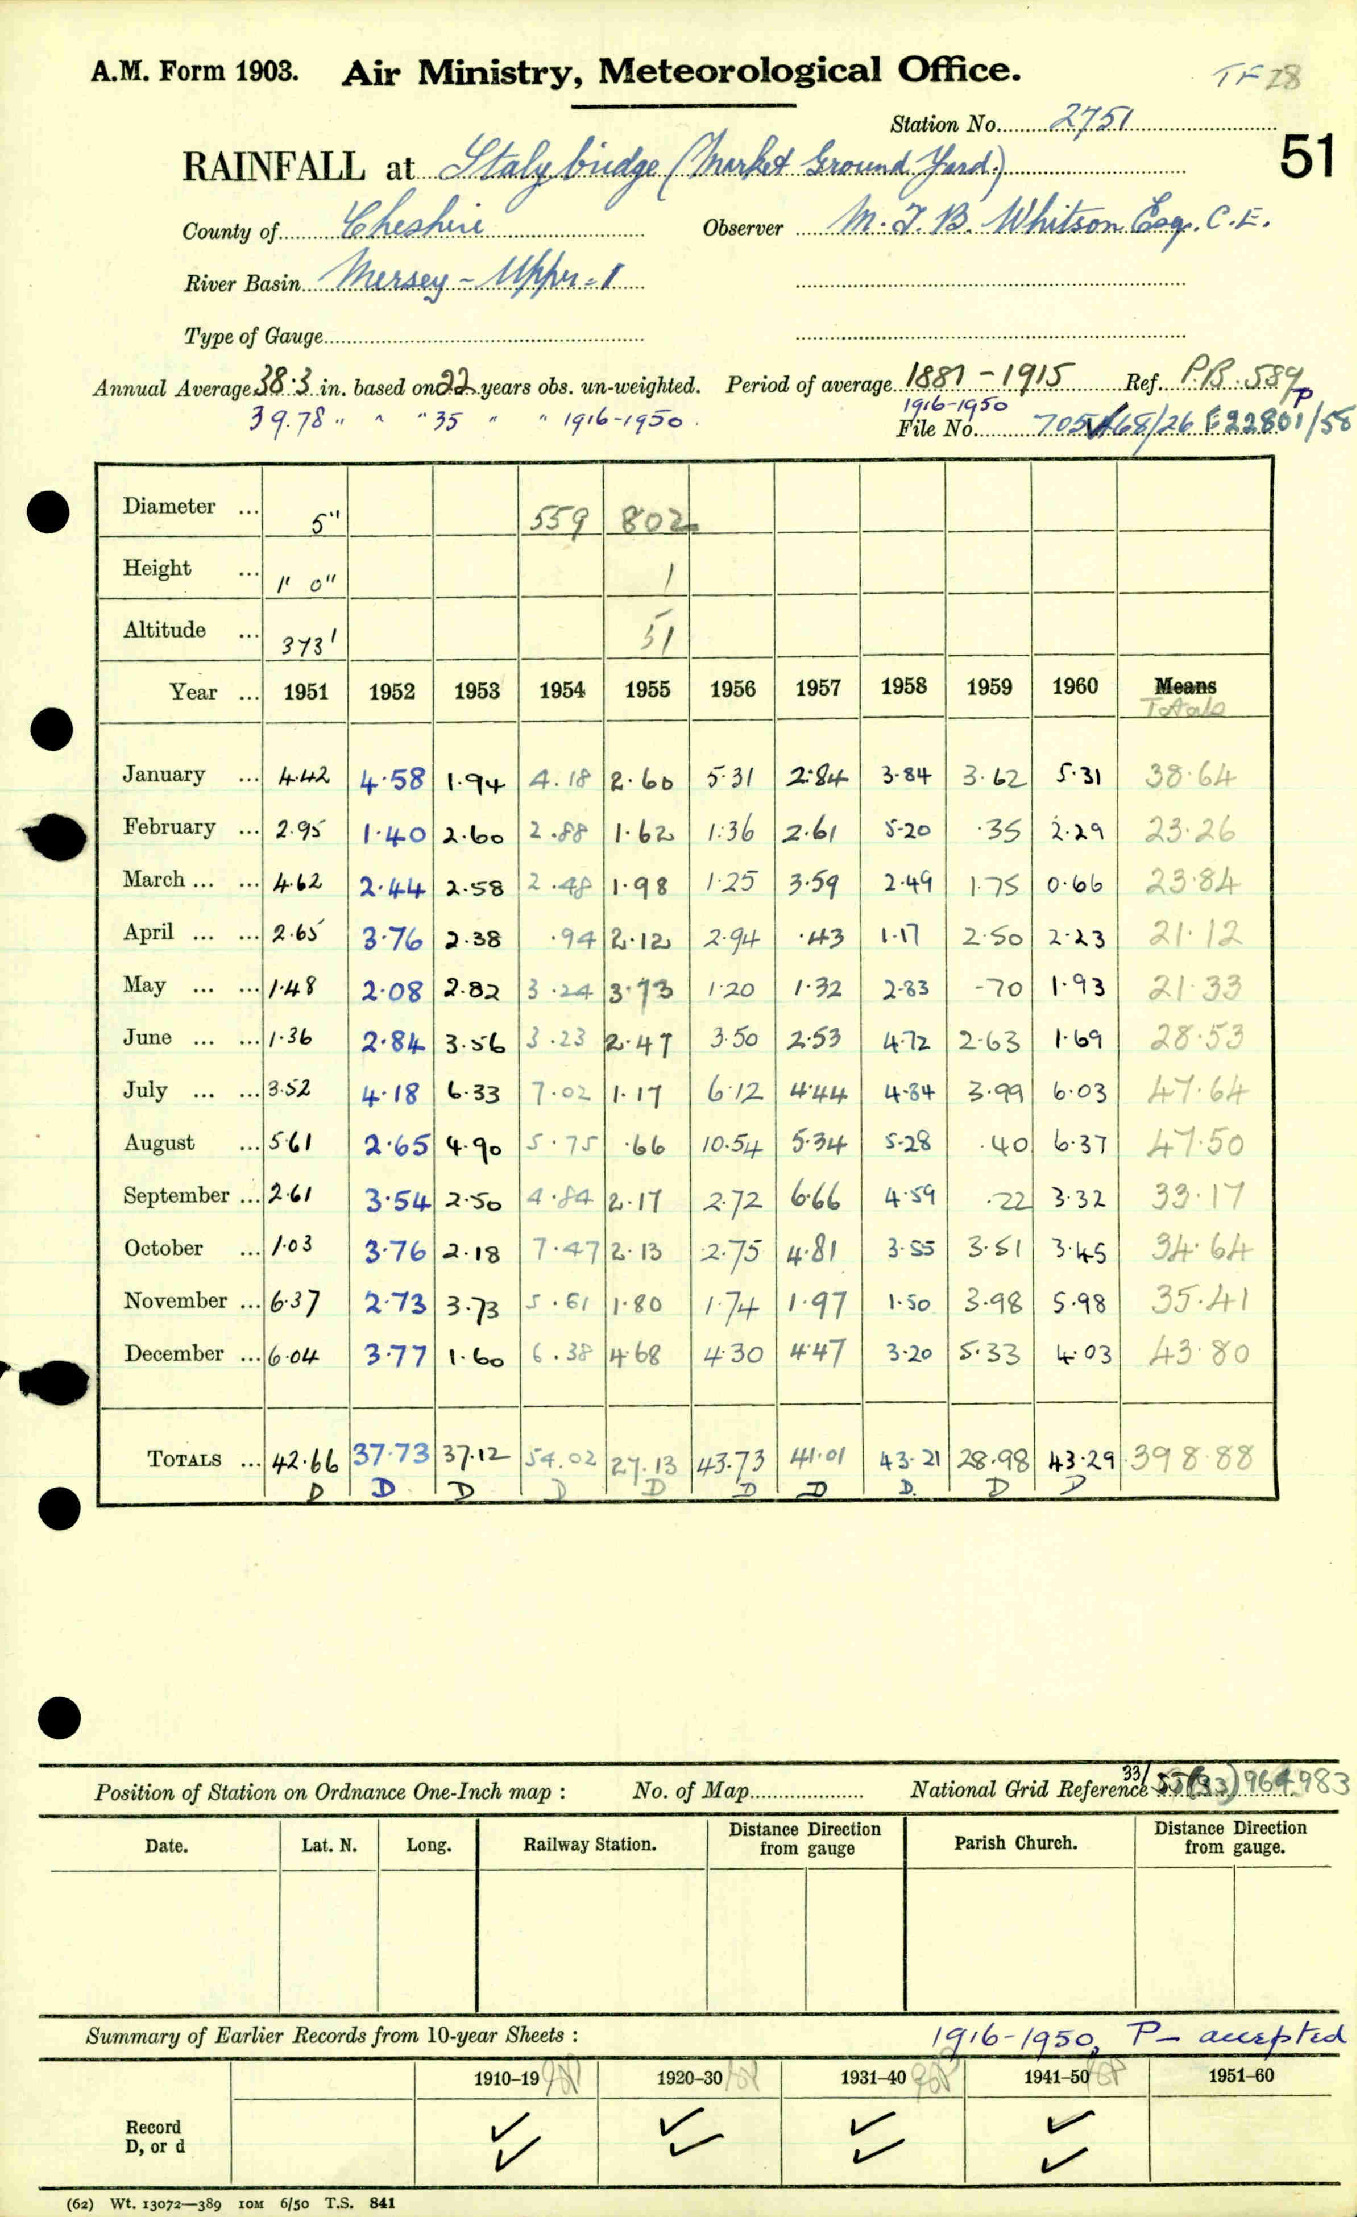 A.M. Form 1903. Air Ministry, Meteorological Office. TF 28
Station No. 2751
51
RAINFALL at Stalybridge (Market Ground Yard.)
County of Cheshire Observer M. J. B. Whitson Esq. C.E.
River Basin Mersey - Upper - 1
Type of Gauge
Annual Average 38.3 in. based on 22 years obs. un-weighted. Period of average 1881-1915 Ref. P.B. 589
1916-1950 P
39.78 " " " 35 " " 1916-1950. File No. 68/26 22801/58
Diameter ... 5" 559 802
Height ... 1' 0" 1
Altitude ... 373' 51
Year ... 1951 1952 1953 1954 1955 1956 1957 1958 1959 1960 Means
Totals
January ... 4.42 4.58 1.94 4.18 2.60 5.31 2.84 3.84 3.62 5.31 38.64
February ... 2.95 1.40 2.60 2.88 1.62 1.36 2.61 5.20 .35 2.29 23.26
March ... ... 4.62 2.44 2.58 2.48 1.98 1.25 3.59 2.49 1.75 0.66 23.84
April ... ... 2.65 3.76 2.38 .94 2.12 2.94 .43 1.17 2.50 2.23 21.12
May ... ... 1.48 2.08 2.82 3.24 3.73 1.20 1.32 2.83 .70 1.93 21.33
June ... ... 1.36 2.84 3.56 3.23 2.47 3.50 2.53 4.72 2.63 1.69 28.53
July ... ... 3.52 4.18 6.33 7.02 1.17 6.12 4.44 4.84 3.99 6.03 47.64
August ... 5.61 2.65 4.90 5.75 .66 10.54 5.34 5.28 .40 6.37 47.50
September ... 2.61 3.54 2.50 4.84 2.17 2.72 6.66 4.59 .22 3.32 33.17
October ... 1.03 3.76 2.18 7.47 2.13 2.75 4.81 3.55 3.51 3.45 34.64
November ... 6.37 2.73 3.73 5.61 1.80 1.74 1.97 1.50 3.98 5.98 35.41
December ... 6.04 3.77 1.60 6.38 4.68 4.30 4.47 3.20 5.33 4.03 43.80
TOTALS ... 42.66 37.73 37.12 54.02 27.13 43.73 41.01 43.21 28.98 43.29 398.88
D D D D D D D D. D D
Position of Station on Ordnance One-Inch map : No. of Map National Grid Reference 33/ 964983
Date. Lat. N. Long. Railway Station. Distance from gauge Direction Parish Church. Distance from gauge. Direction
Summary of Earlier Records from 10-year Sheets : 1916-1950, P- accepted
1910-19 1920-30 1931-40 1941-50 1951-60
Record ✓ ✓ ✓ ✓
D, or d ✓ ✓ ✓ ✓
(62) Wt. 13072—389 10M 6/50 T.S. 841